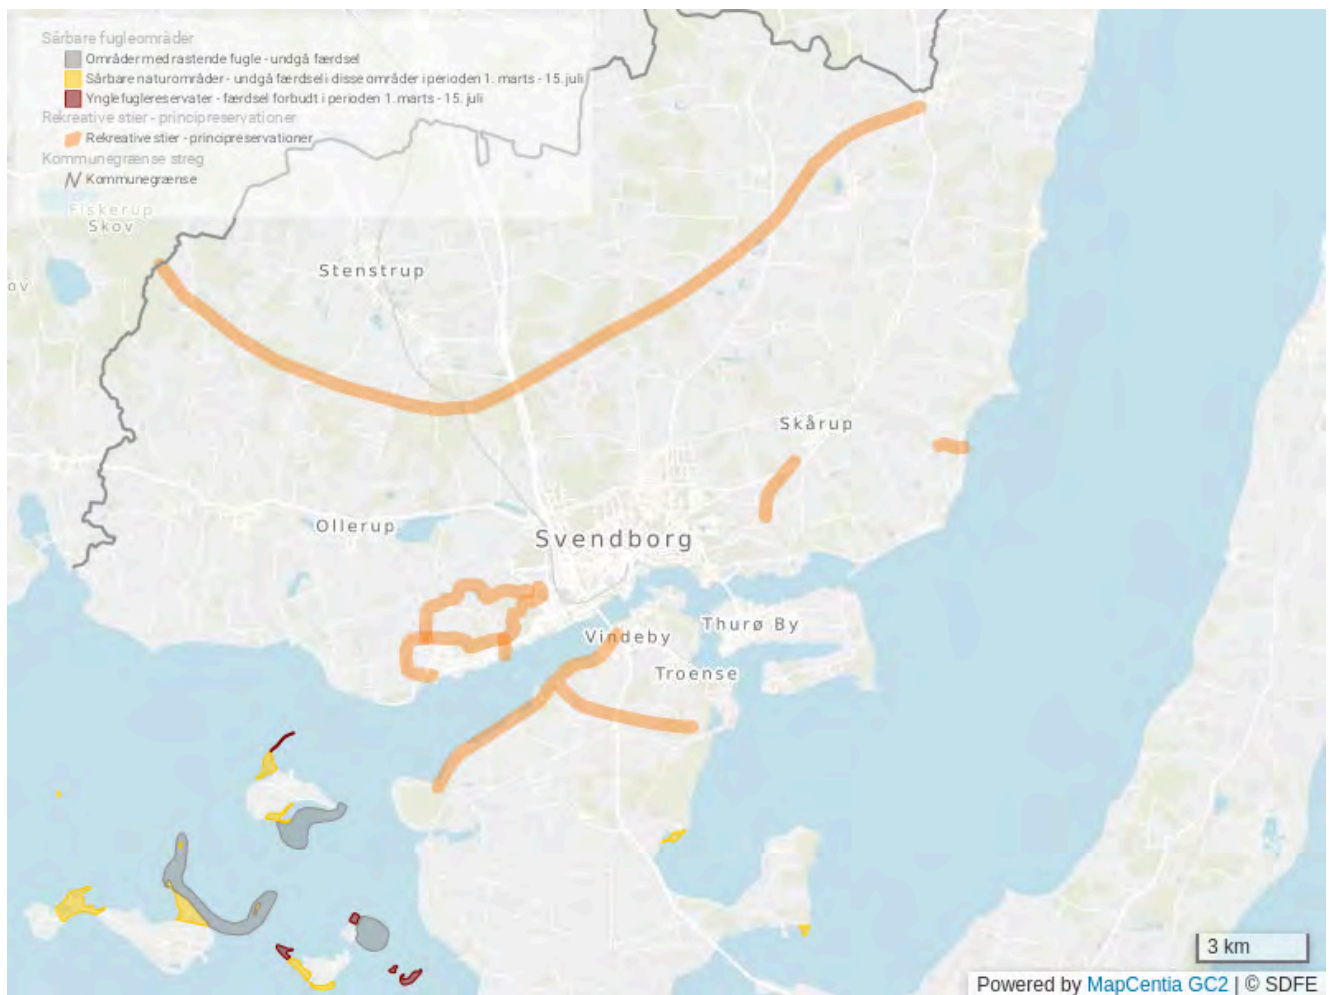 Sårbare fugleområder
Områder med rastende fugle - undgå færdsel
Sårbare naturområder - undgå færdsel i disse områder i perioden 1. marts - 15. juli
Ynglefuglereservater - færdsel forbudt i perioden 1. marts - 15. juli
Rekreative stier - principreservationer
Rekreative stier - principreservationer
Kommunegrænse streg
Kommunegrænse
Fiskerup
Skov
Stenstrup
ov
Skårup
Ollerup
Svendborg
Vindeby
Thurø By
Troense
3 km
Powered by MapCentia GC2 | © SDFE